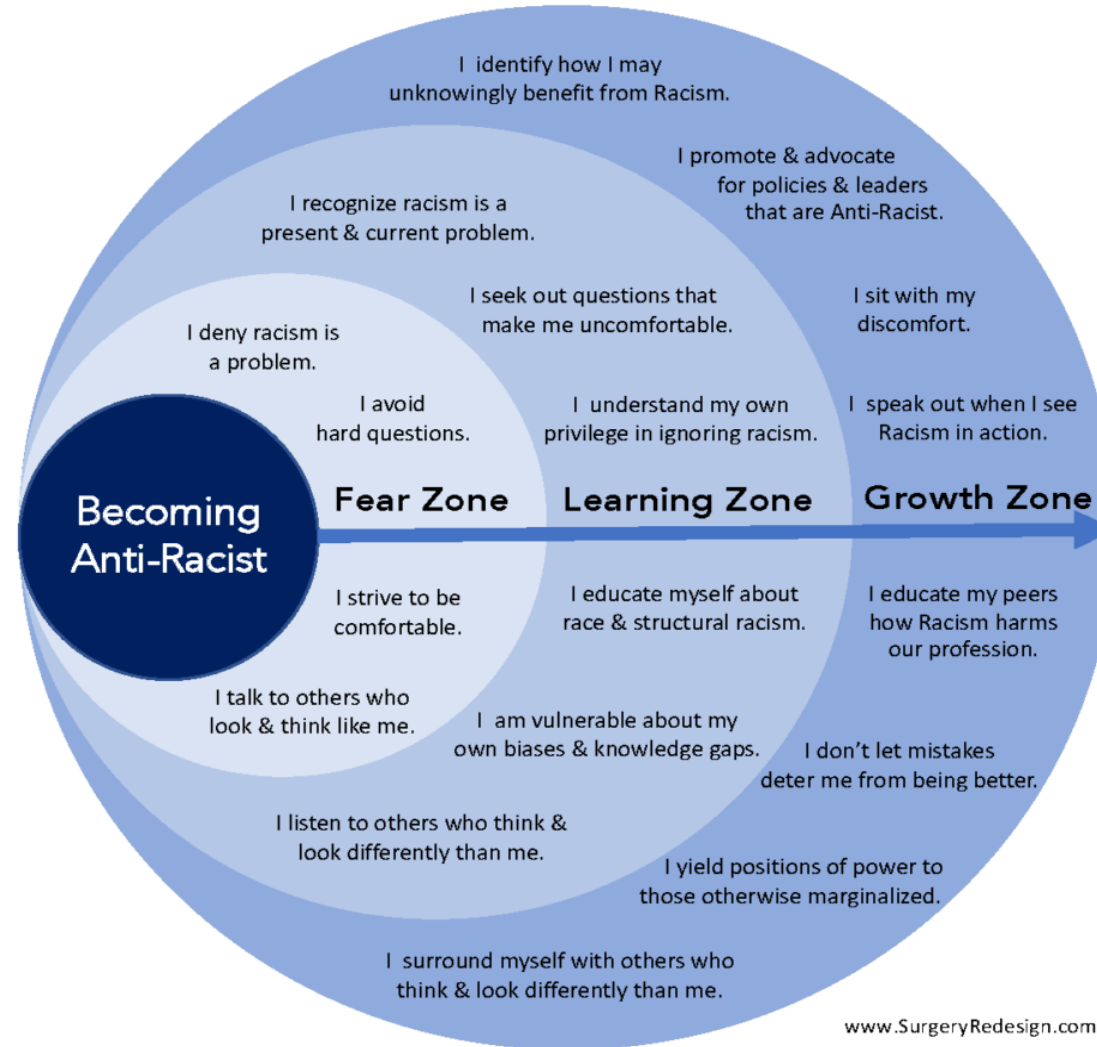 I identify how I may
unknowingly benefit from Racism.
I promote & advocate
for policies & leaders
that are Anti-Racist.
I recognize racism is a
present & current problem.
I seek out questions that
make me uncomfortable.
I sit with my
discomfort.
I deny racism is
a problem.
I avoid
hard questions.
I understand my own
privilege in ignoring racism.
I speak out when I see
Racism in action.
Becoming
Anti-Racist
Fear Zone
Learning Zone
Growth Zone
I strive to be
comfortable.
I educate myself about
race & structural racism.
I educate my peers
how Racism harms
our profession.
I talk to others who
look & think like me.
I am vulnerable about my
own biases & knowledge gaps.
I don't let mistakes
deter me from being better.
I listen to others who think &
look differently than me.
I yield positions of power to
those otherwise marginalized.
I surround myself with others who
think & look differently than me.
www.SurgeryRedesign.com